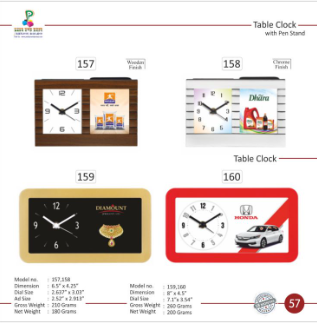 Table Clock
with Pen Stand
157
Wooden Finish
158
Chrome Finish
Dhāra
Table Clock
159
160
DIAMOUNT
HONDA
Model no. : 157,158
Dimension : 6.5" x 4.25"
Dial Size : 2.637" x 3.03"
Ad Size : 2.52" x 2.913"
Gross Weight : 210 Grams
Net Weight : 180 Grams
Model no. : 159,160
Dimension : 8" x 4.5"
Dial Size : 7.1" x 3.54"
Gross Weight : 260 Grams
Net Weight : 200 Grams
57